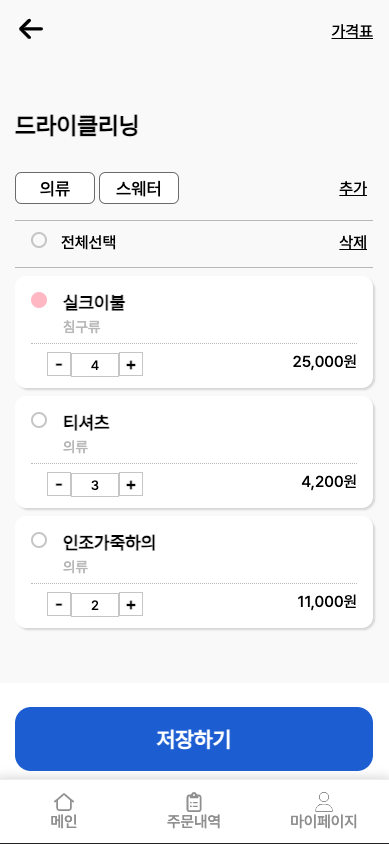 가격표
드라이클리닝
의류 스웨터 추가
전체선택 삭제
실크이불
침구류
- 4 + 25,000원
티셔츠
의류
- 3 + 4,200원
인조가죽하의
의류
- 2 + 11,000원
저장하기
메인 주문내역 마이페이지